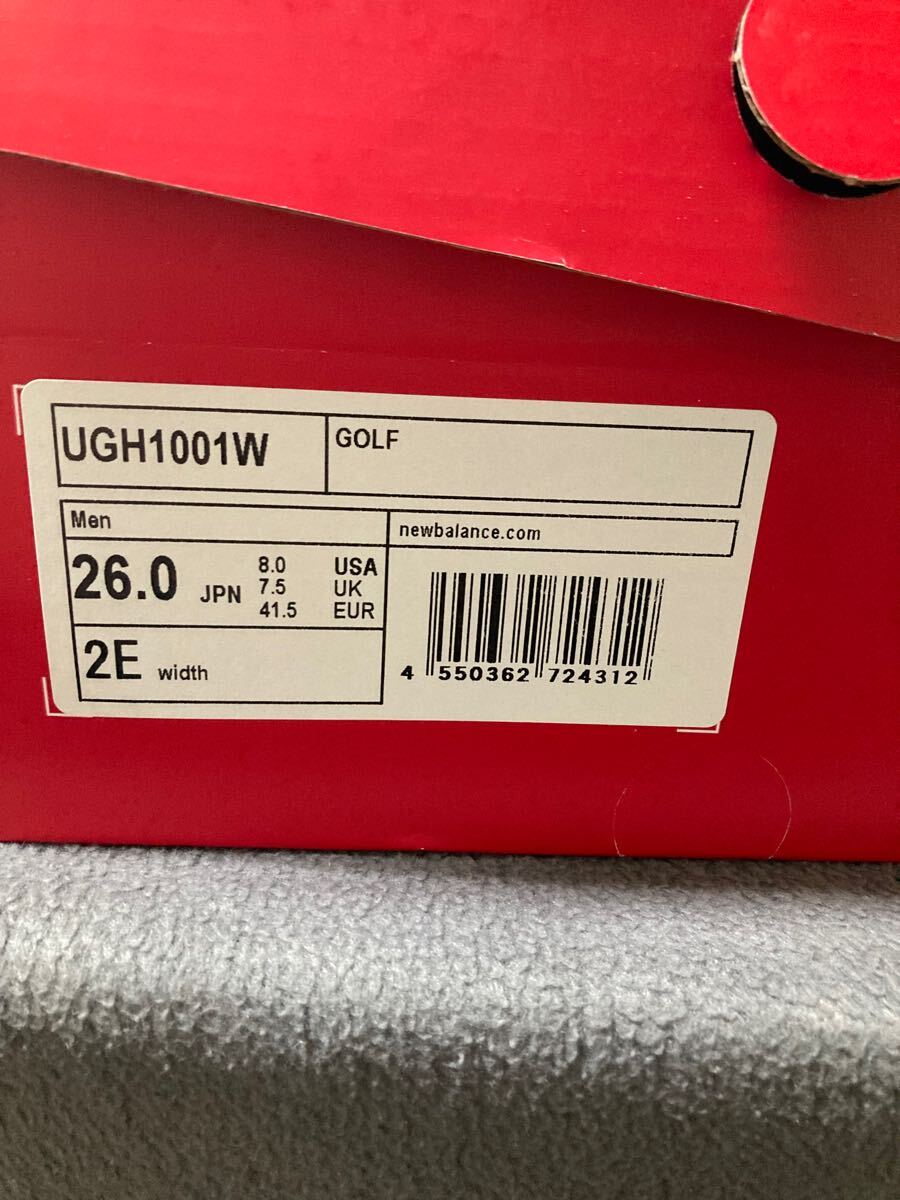 UGH1001W
GOLF
Men
newbalance.com
26.0 JPN
8.0 USA
7.5 UK
41.5 EUR
2E width
4 550362 724312